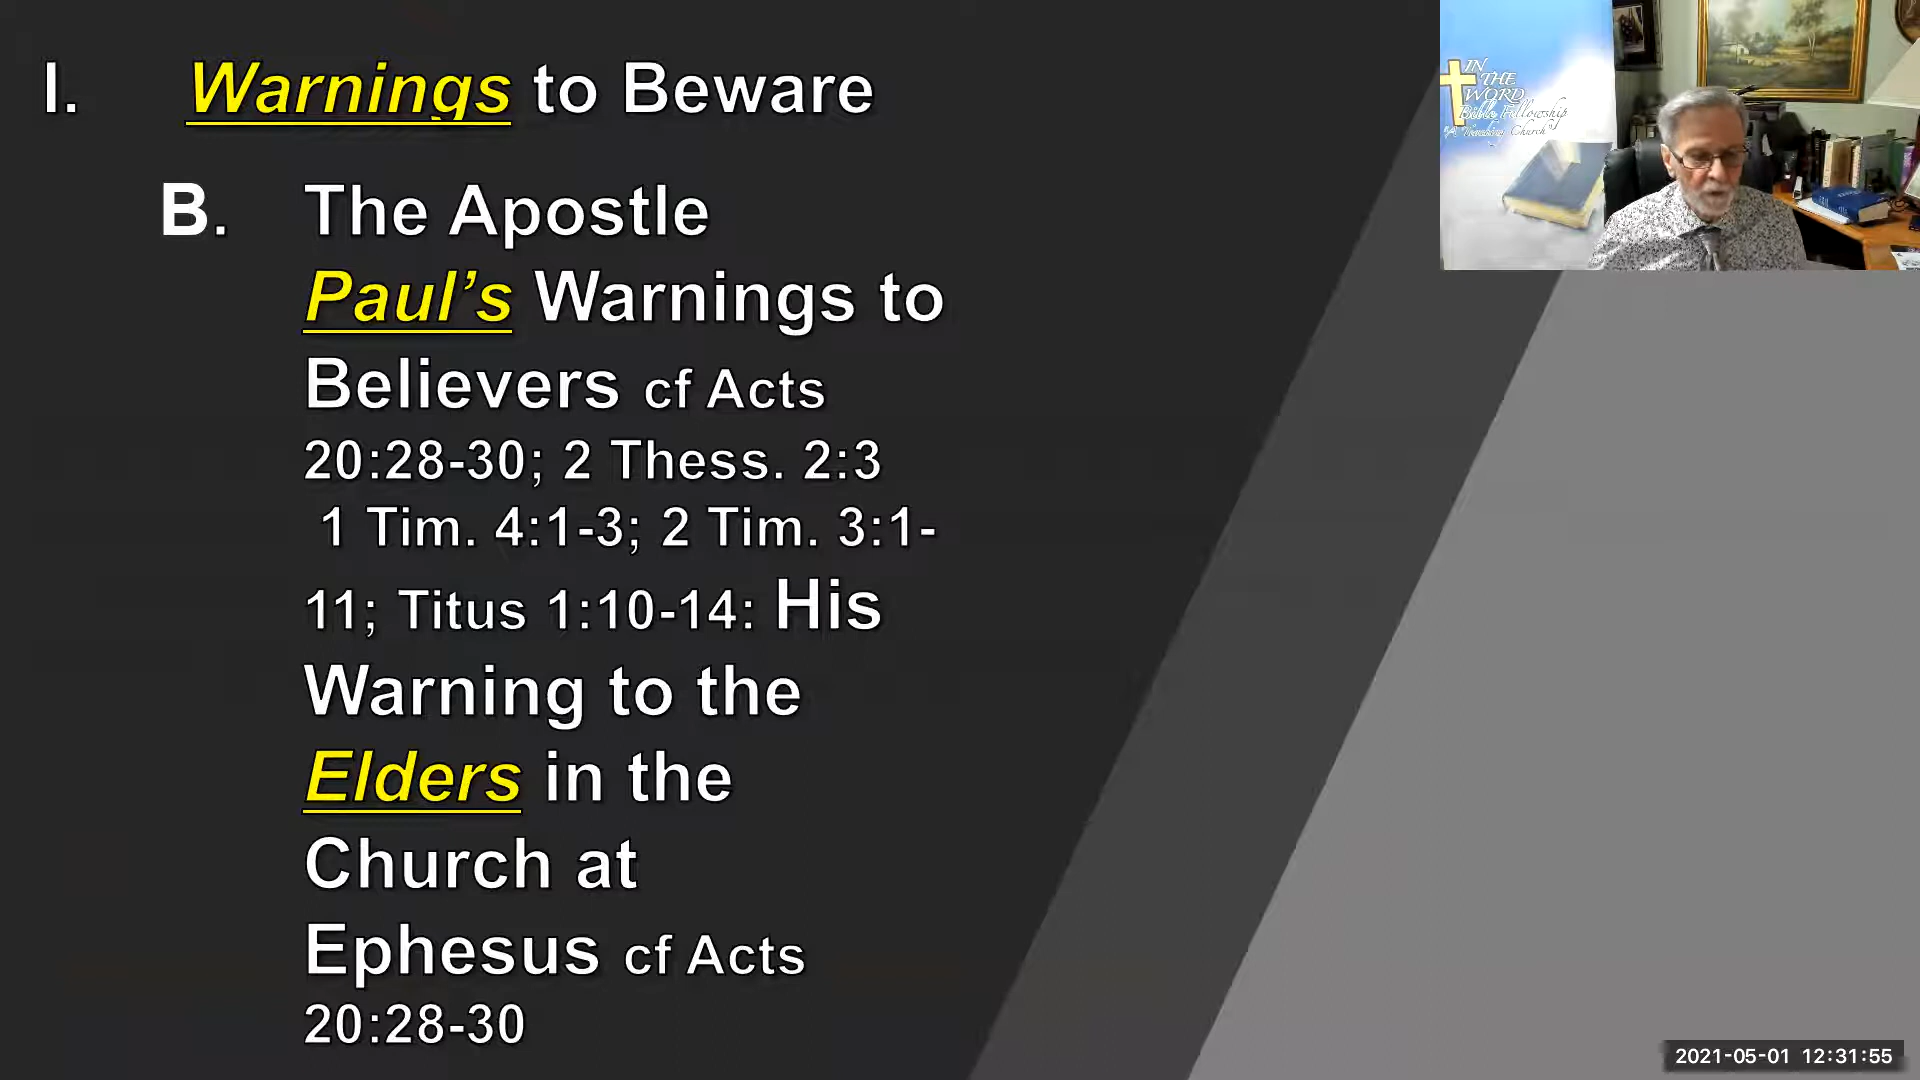 I. Warnings to Beware
B. The Apostle
Paul’s Warnings to
Believers cf Acts
20:28-30; 2 Thess. 2:3
1 Tim. 4:1-3; 2 Tim. 3:1-
11; Titus 1:10-14: His
Warning to the
Elders in the
Church at
Ephesus cf Acts
20:28-30
IN
THE
WORD
Bible Fellowship
"A Teaching Church"
2021-05-01 12:31:55